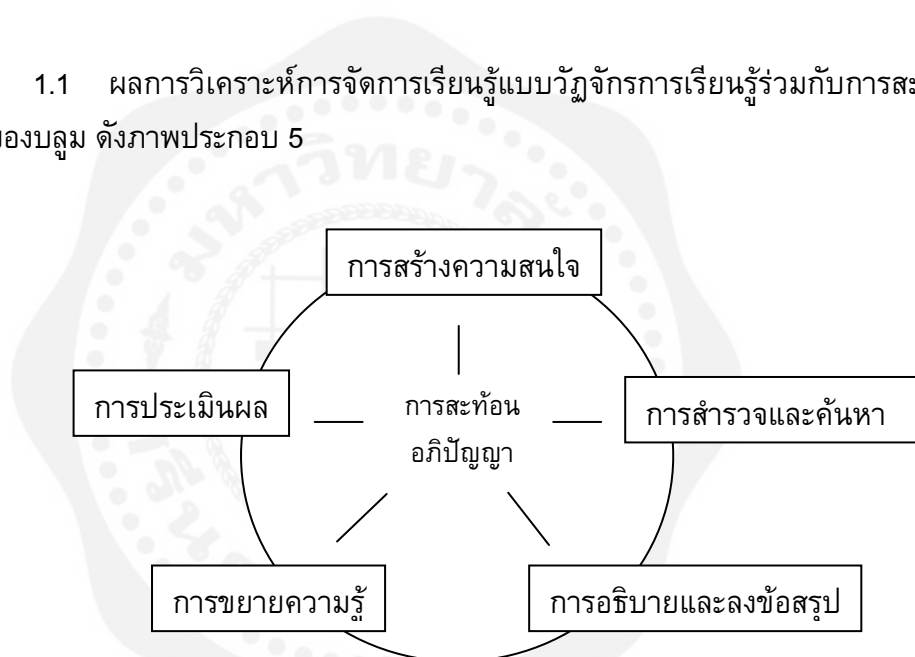 1.1 ผลการวิเคราะห์การจัดการเรียนรู้แบบวัฏจักรการเรียนรู้ร่วมกับการสะ
ของบลูม ดังภาพประกอบ 5
การสร้างความสนใจ
การประเมินผล
การสะท้อน
อภิปัญญา
การสำรวจและค้นหา
การขยายความรู้
การอธิบายและลงข้อสรุป